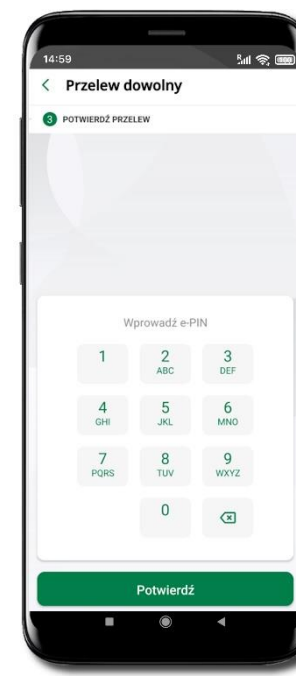 14:59
Przelew dowolny
3 POTWIERDŹ PRZELEW
Wprowadź e-PIN
1 2 3
ABC DEF
4 5 6
GHI JKL MNO
7 8 9
PQRS TUV WXYZ
0
Potwierdź